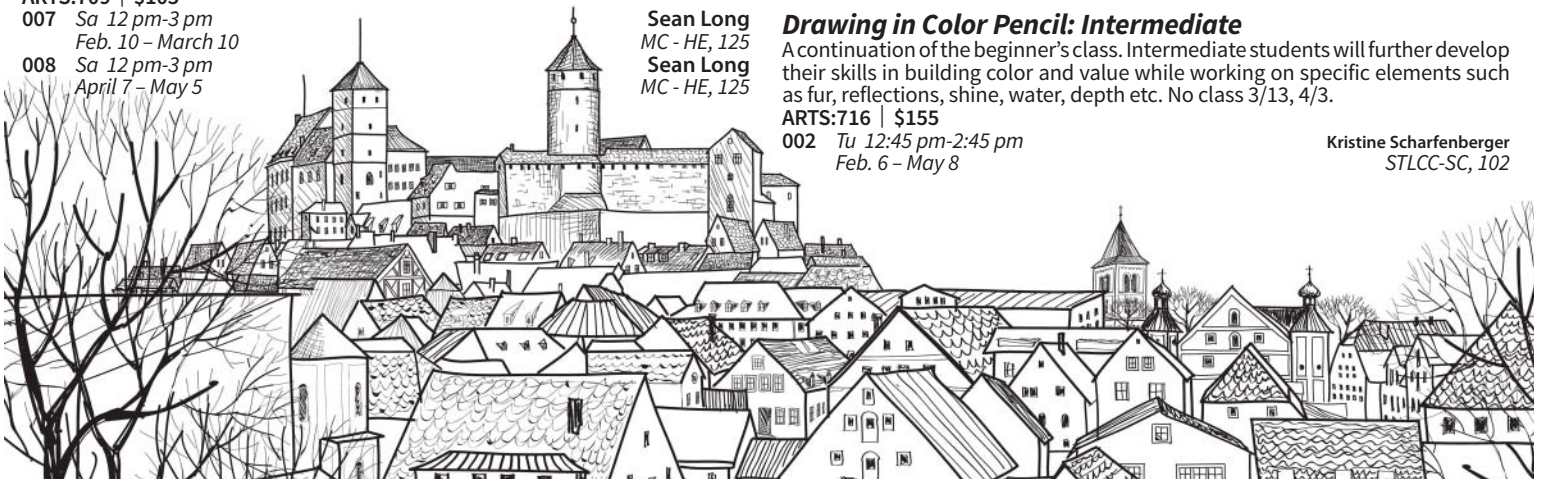 ARTS:
007 Sa 12 pm-3 pm Sean Long
Feb. 10 – March 10 MC - HE, 125
008 Sa 12 pm-3 pm Sean Long
April 7 – May 5 MC - HE, 125
Drawing in Color Pencil: Intermediate
A continuation of the beginner's class. Intermediate students will further develop
their skills in building color and value while working on specific elements such
as fur, reflections, shine, water, depth etc. No class 3/13, 4/3.
ARTS:716 | $155
002 Tu 12:45 pm-2:45 pm Kristine Scharfenberger
Feb. 6 – May 8 STLCC-SC, 102